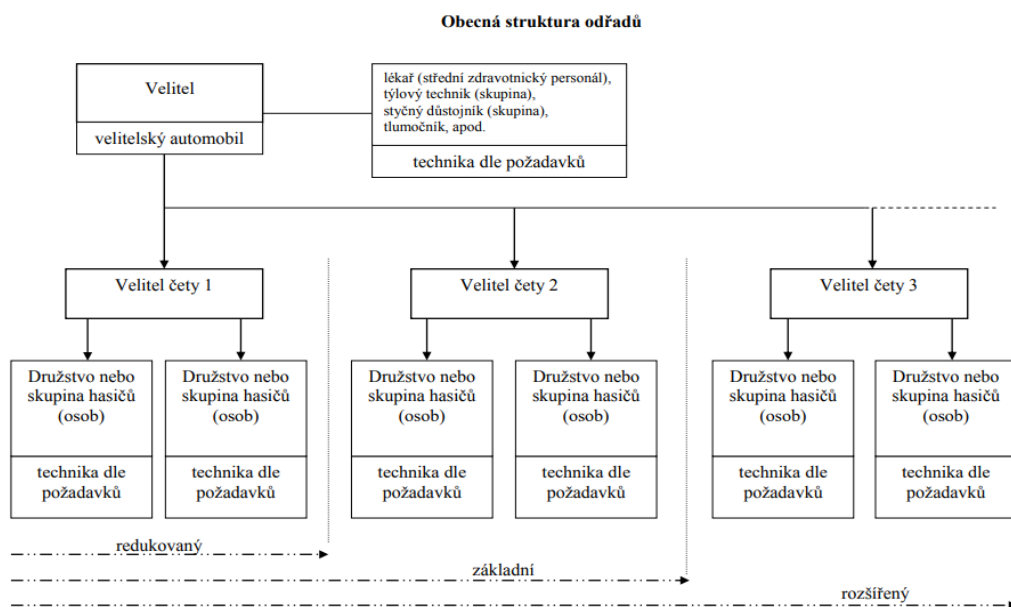 Obecná struktura odřadů
Velitel
velitelský automobil
lékař (střední zdravotnický personál),
týlový technik (skupina),
styčný důstojník (skupina),
tlumočník, apod.
technika dle požadavků
Velitel čety 1
Velitel čety 2
Velitel čety 3
Družstvo nebo
skupina hasičů
(osob)
technika dle
požadavků
Družstvo nebo
skupina hasičů
(osob)
technika dle
požadavků
Družstvo nebo
skupina hasičů
(osob)
technika dle
požadavků
Družstvo nebo
skupina hasičů
(osob)
technika dle
požadavků
Družstvo nebo
skupina hasičů
(osob)
technika dle
požadavků
Družstvo nebo
skupina hasičů
(osob)
technika dle
požadavků
redukovaný
základní
rozšířený